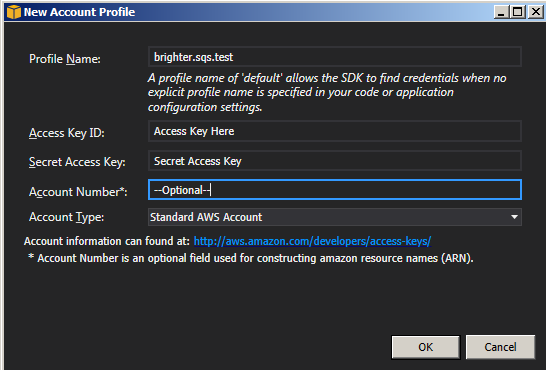 New Account Profile
Profile Name:
brighter.sqs.test
A profile name of 'default' allows the SDK to find credentials when no
explicit profile name is specified in your code or application
configuration settings.
Access Key ID:
Access Key Here
Secret Access Key:
Secret Access Key
Account Number*:
--Optional--
Account Type:
Standard AWS Account
Account information can found at: http://aws.amazon.com/developers/access-keys/
* Account Number is an optional field used for constructing amazon resource names (ARN).
OK
Cancel